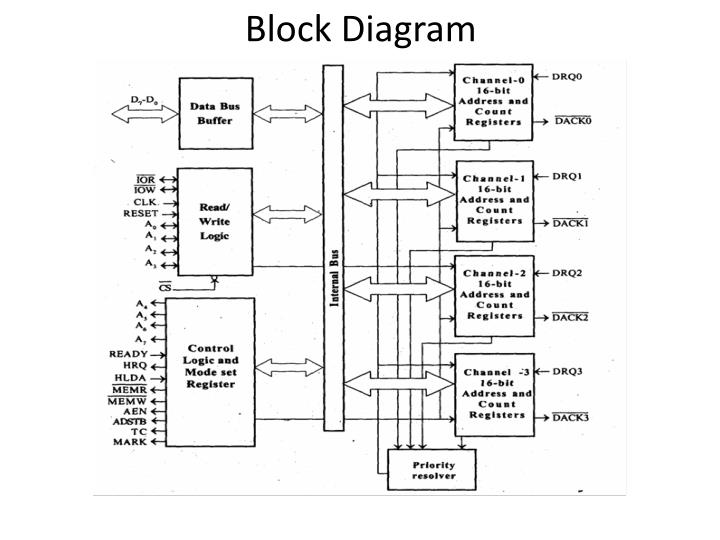 Block Diagram
D7-D0
Data Bus
Buffer
IOR
IOW
CLK
RESET
A0
A1
A2
A3
CS
Read/
Write
Logic
A4
A5
A6
A7
READY
HRQ
HLDA
MEMR
MEMW
AEN
ADSTB
TC
MARK
Control
Logic and
Mode set
Register
Internal Bus
Channel-0
16-bit
Address and
Count
Registers
DRQ0
DACK0
Channel-1
16-bit
Address and
Count
Registers
DRQ1
DACK1
Channel-2
16-bit
Address and
Count
Registers
DRQ2
DACK2
Channel -3
16-bit
Address and
Count
Registers
DRQ3
DACK3
Priority
resolver